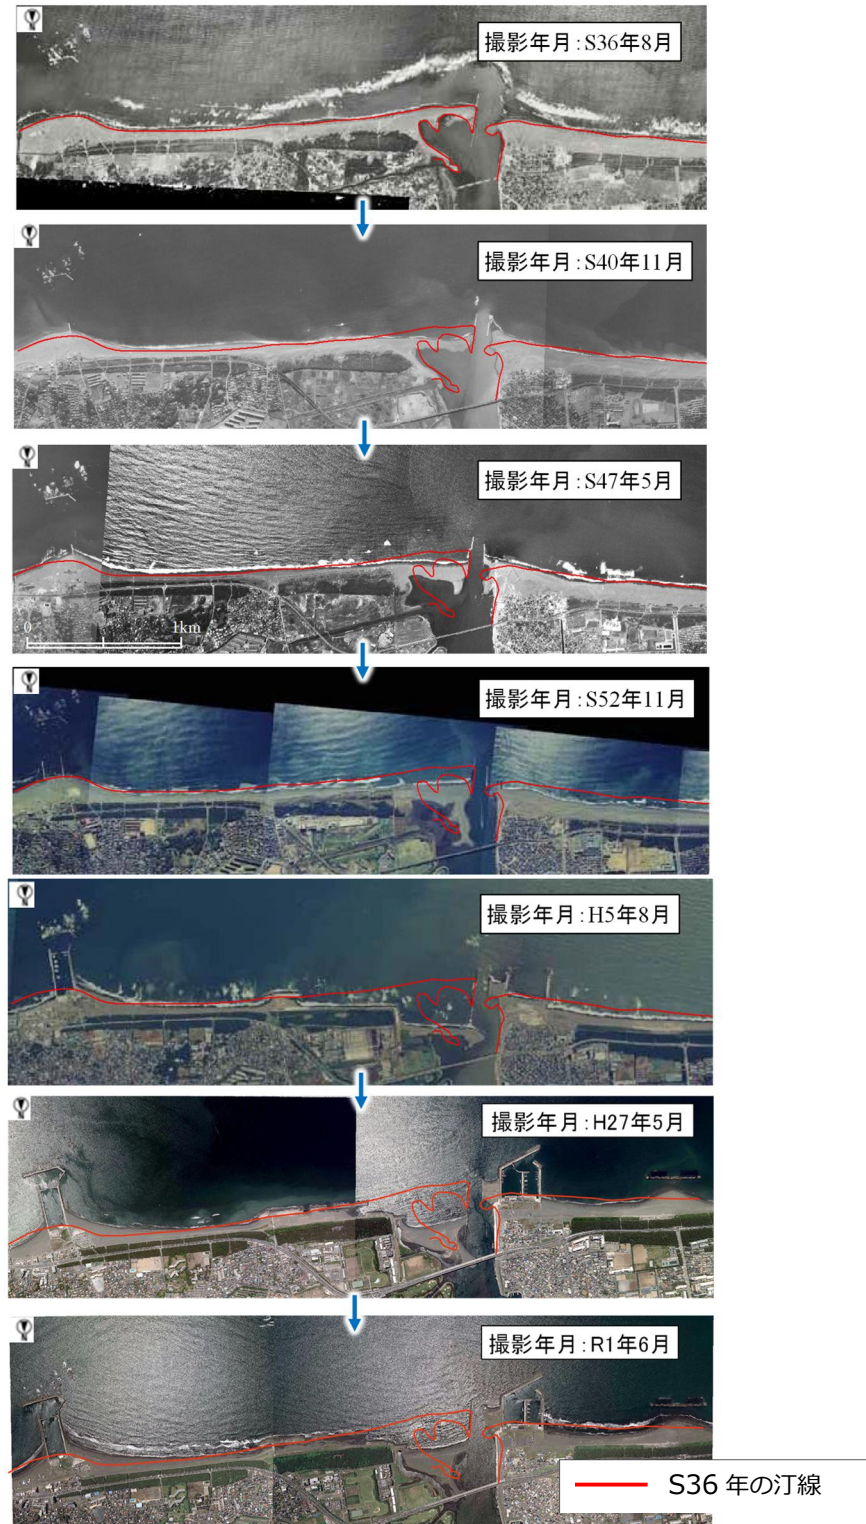 撮影年月:S36年8月
撮影年月:S40年11月
撮影年月:S47年5月
0 1km
撮影年月:S52年11月
撮影年月:H5年8月
撮影年月:H27年5月
撮影年月:R1年6月
S36年の汀線